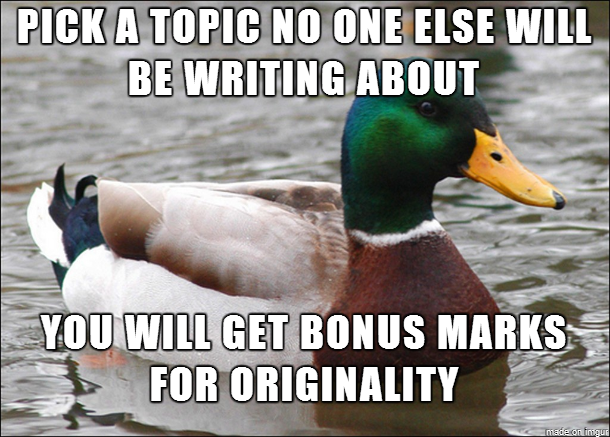 PICK A TOPIC NO ONE ELSE WILL
BE WRITING ABOUT
YOU WILL GET BONUS MARKS
FOR ORIGINALITY
made on imgur